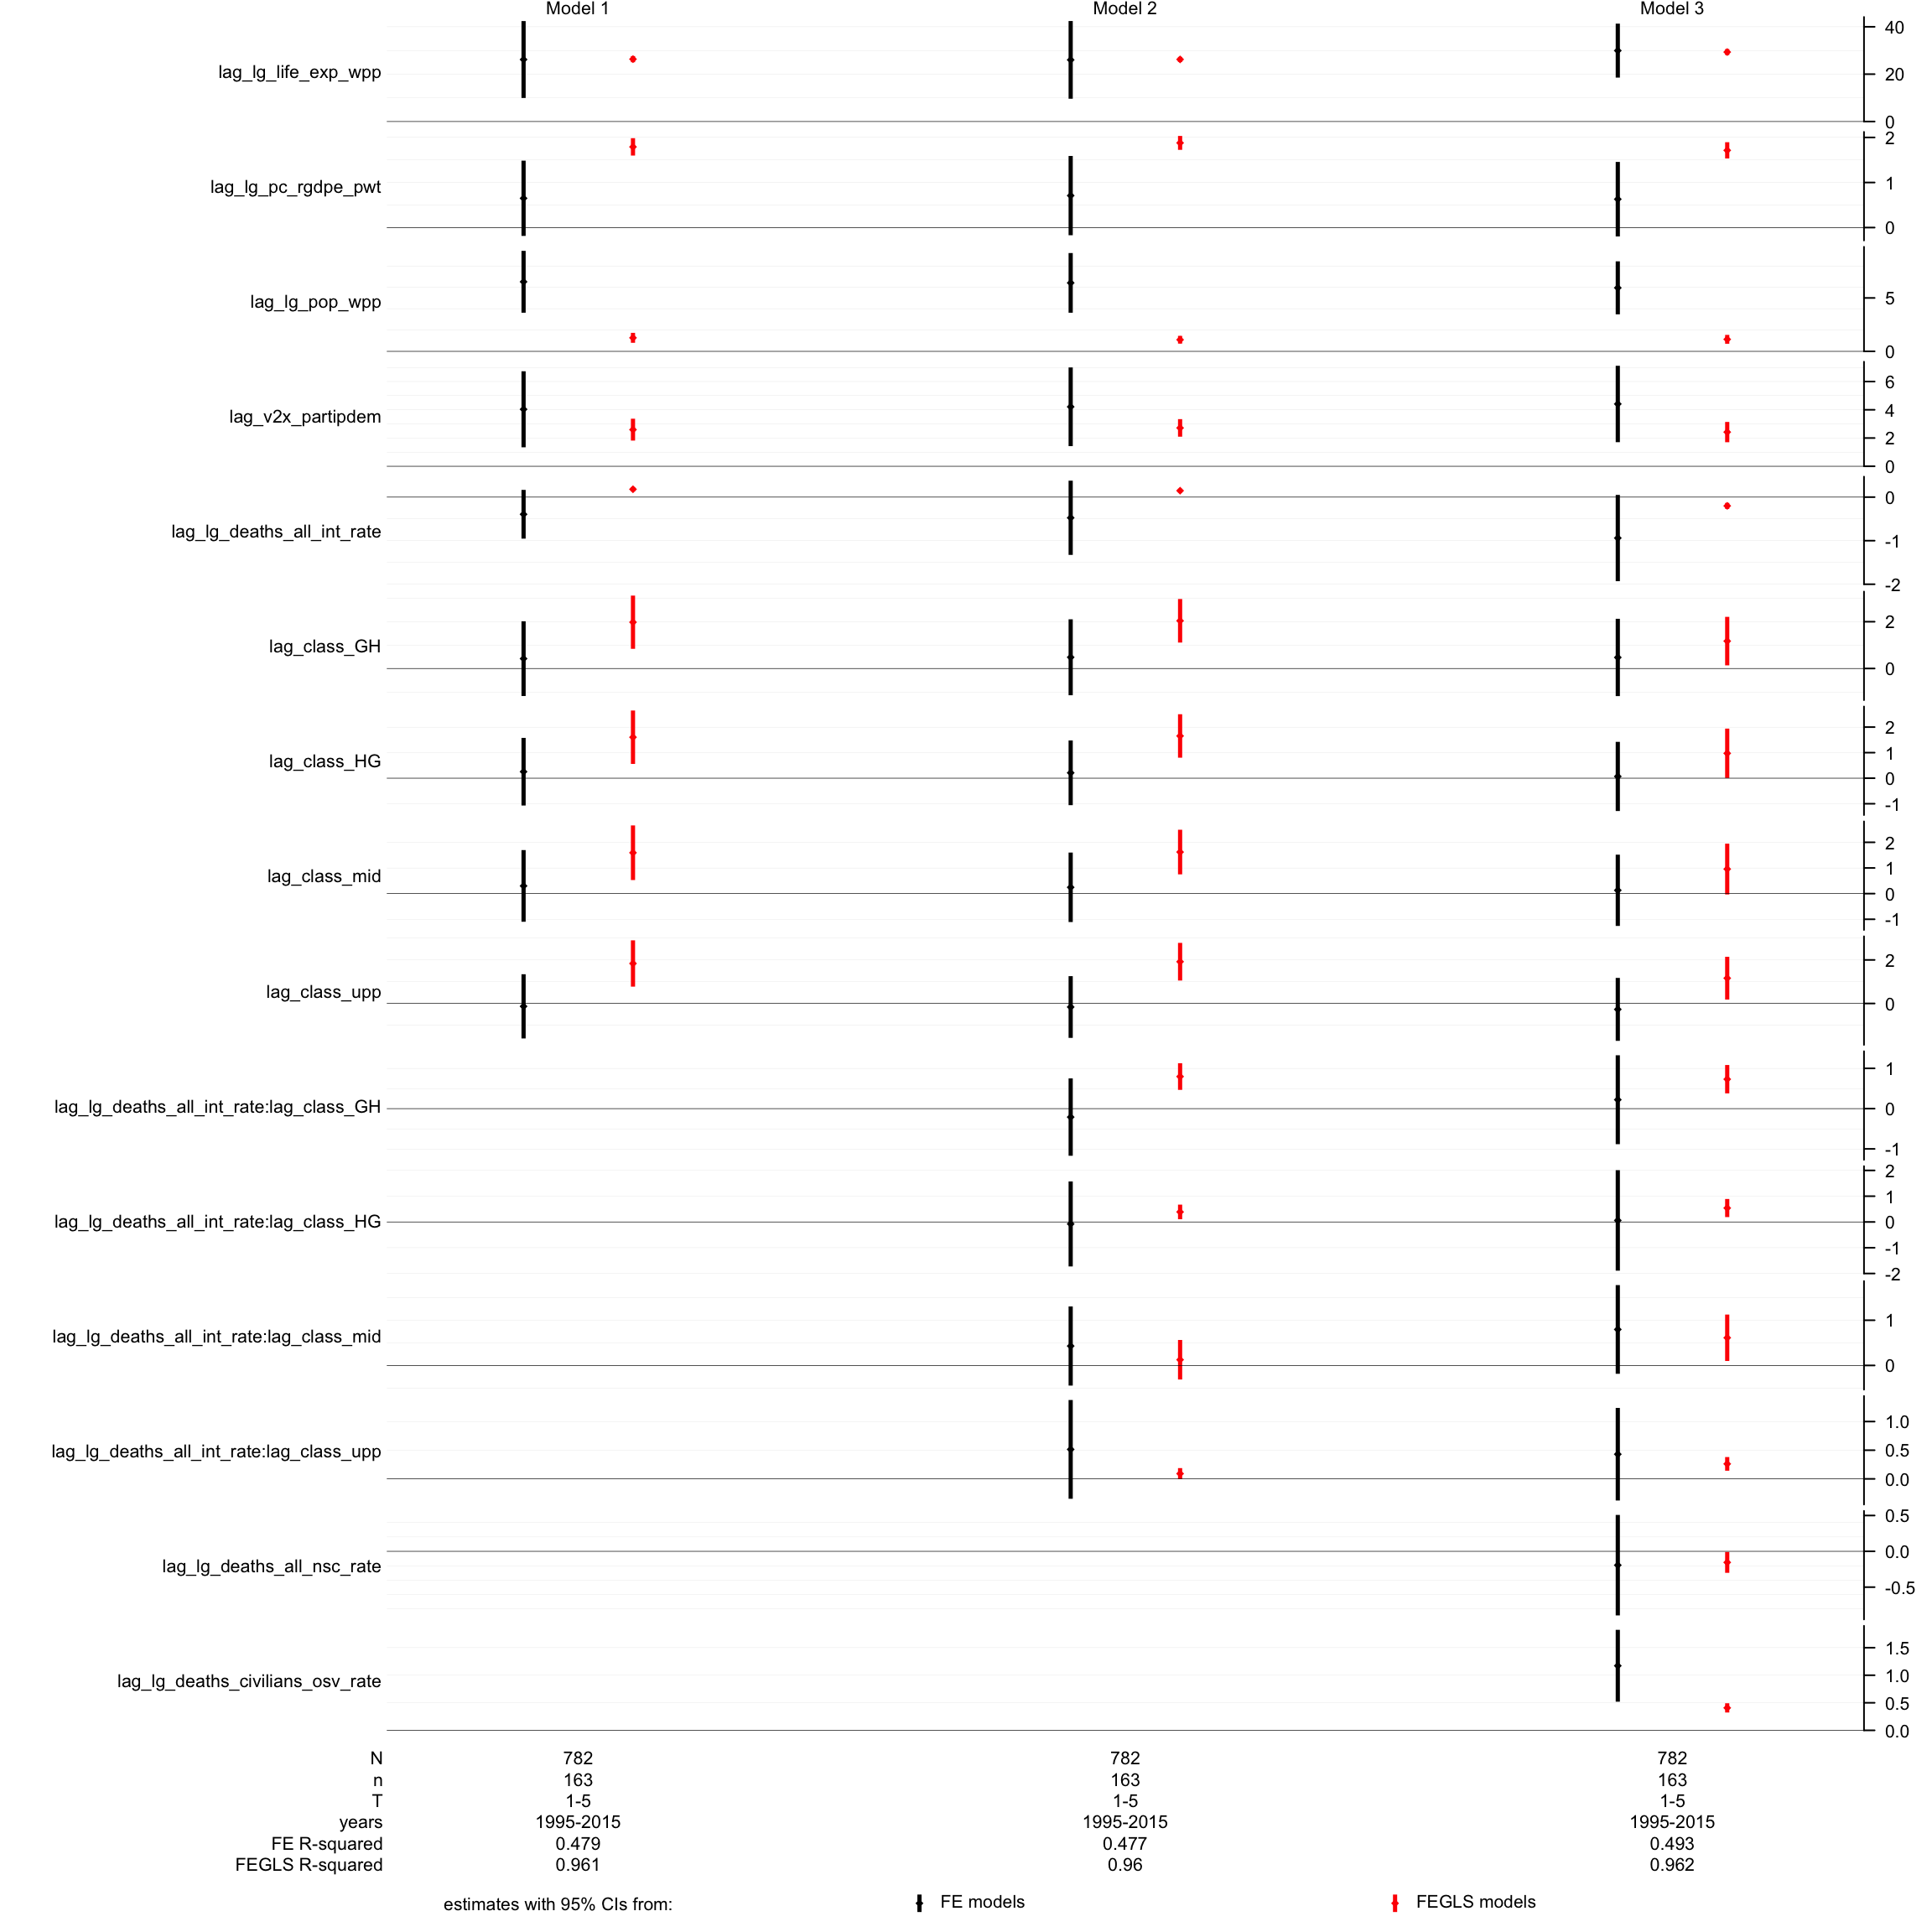 Model 1 Model 2 Model 3
lag_lg_life_exp_wpp 40 20 0
lag_lg_pc_rgdpe_pwt 2 1 0
lag_lg_pop_wpp 5 0
lag_v2x_partipdem 6 4 2 0
lag_lg_deaths_all_int_rate 0 -1 -2
lag_class_GH 2 0
lag_class_HG 2 1 0 -1
lag_class_mid 2 1 0 -1
lag_class_upp 2 0
lag_lg_deaths_all_int_rate:lag_class_GH 1 0 -1
lag_lg_deaths_all_int_rate:lag_class_HG 2 1 0 -1 -2
lag_lg_deaths_all_int_rate:lag_class_mid 1 0
lag_lg_deaths_all_int_rate:lag_class_upp 1.0 0.5 0.0
lag_lg_deaths_all_nsc_rate 0.5 0.0 -0.5
lag_lg_deaths_civilians_osv_rate 1.5 1.0 0.5 0.0
N 782 782 782
n 163 163 163
T 1-5 1-5 1-5
years 1995-2015 1995-2015 1995-2015
FE R-squared 0.479 0.477 0.493
FEGLS R-squared 0.961 0.96 0.962
estimates with 95% CIs from: FE models FEGLS models